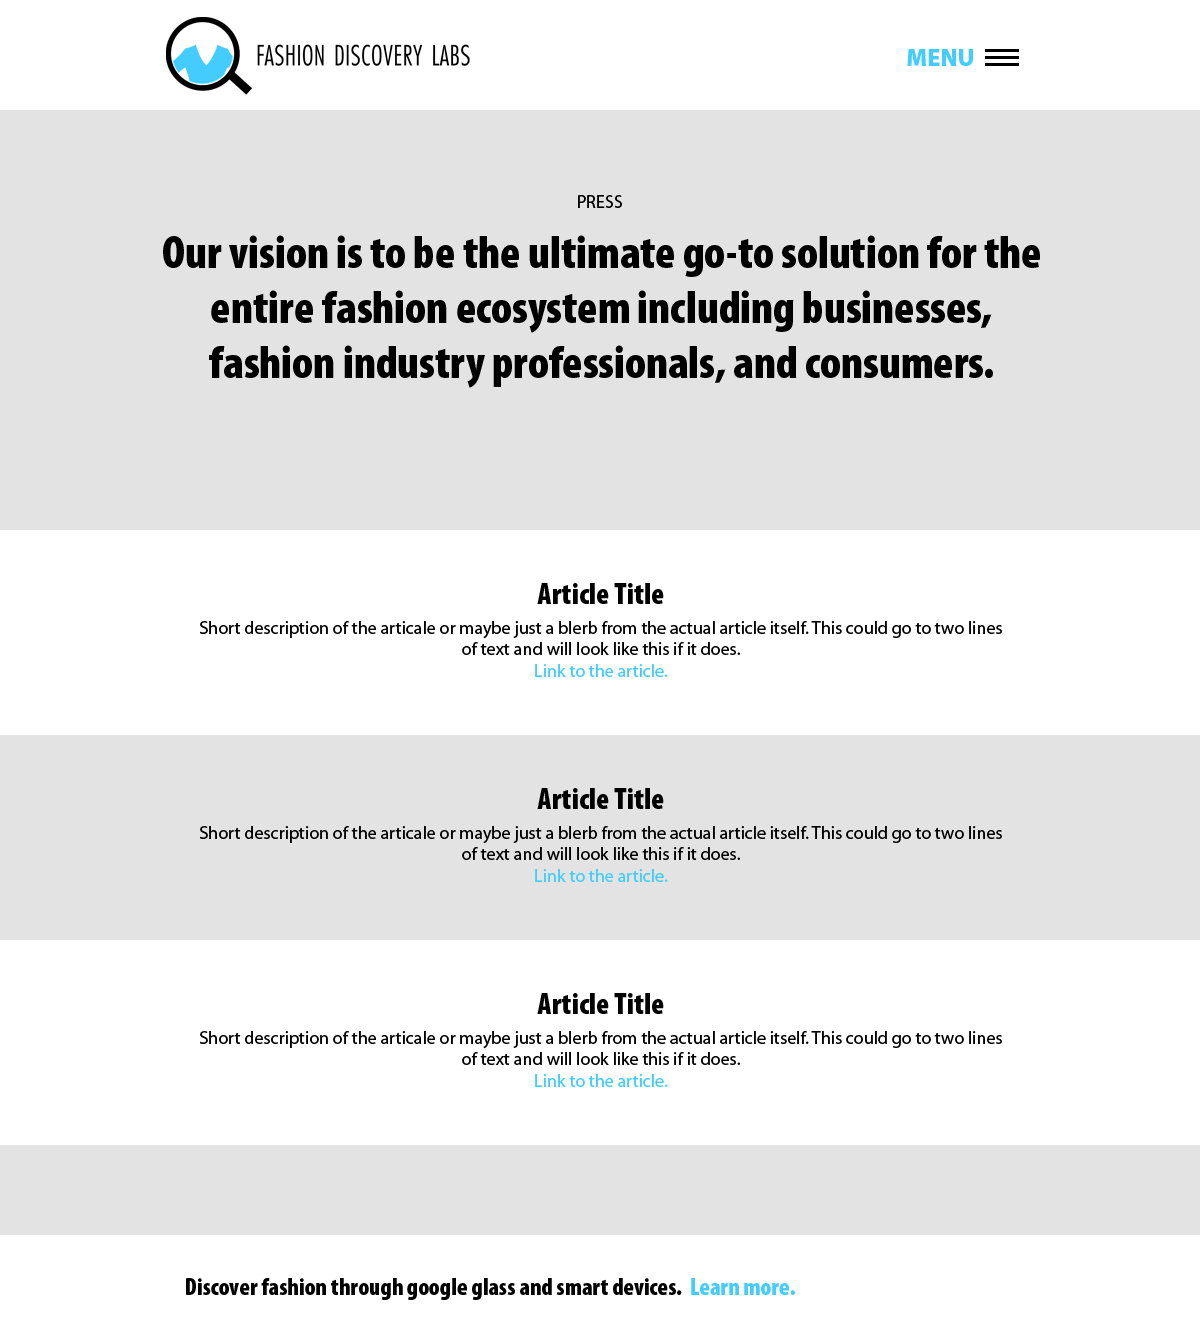 FASHION DISCOVERY LABS
MENU
PRESS
Our vision is to be the ultimate go-to solution for the
entire fashion ecosystem including businesses,
fashion industry professionals, and consumers.
Article Title
Short description of the articale or maybe just a blerb from the actual article itself. This could go to two lines
of text and will look like this if it does.
Link to the article.
Article Title
Short description of the articale or maybe just a blerb from the actual article itself. This could go to two lines
of text and will look like this if it does.
Link to the article.
Article Title
Short description of the articale or maybe just a blerb from the actual article itself. This could go to two lines
of text and will look like this if it does.
Link to the article.
Discover fashion through google glass and smart devices. Learn more.